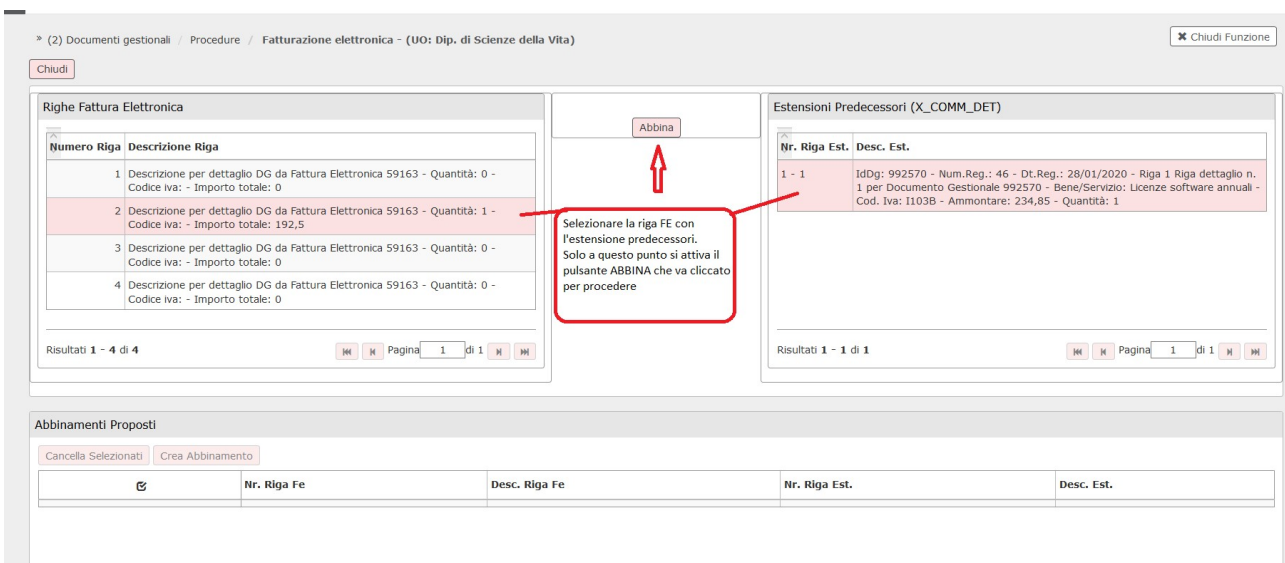 » (2) Documenti gestionali / Procedure / Fatturazione elettronica - (UO: Dip. di Scienze della Vita)
✖ Chiudi Funzione
Chiudi
Righe Fattura Elettronica
Numero Riga Descrizione Riga
1 Descrizione per dettaglio DG da Fattura Elettronica 59163 - Quantità: 0 -
Codice iva: - Importo totale: 0
2 Descrizione per dettaglio DG da Fattura Elettronica 59163 - Quantità: 1 -
Codice iva: - Importo totale: 192,5
3 Descrizione per dettaglio DG da Fattura Elettronica 59163 - Quantità: 0 -
Codice iva: - Importo totale: 0
4 Descrizione per dettaglio DG da Fattura Elettronica 59163 - Quantità: 0 -
Codice iva: - Importo totale: 0
Risultati 1 - 4 di 4
Pagina 1 di 1
Abbina
Selezionare la riga FE con
l'estensione predecessori.
Solo a questo punto si attiva il
pulsante ABBINA che va cliccato
per procedere
Estensioni Predecessori (X_COMM_DET)
Nr. Riga Est. Desc. Est.
1 - 1 IdDg: 992570 - Num.Reg.: 46 - Dt.Reg.: 28/01/2020 - Riga 1 Riga dettaglio n.
1 per Documento Gestionale 992570 - Bene/Servizio: Licenze software annuali -
Cod. Iva: I103B - Ammontare: 234,85 - Quantità: 1
Risultati 1 - 1 di 1
Pagina 1 di 1
Abbinamenti Proposti
Cancella Selezionati Crea Abbinamento
Nr. Riga Fe Desc. Riga Fe Nr. Riga Est. Desc. Est.